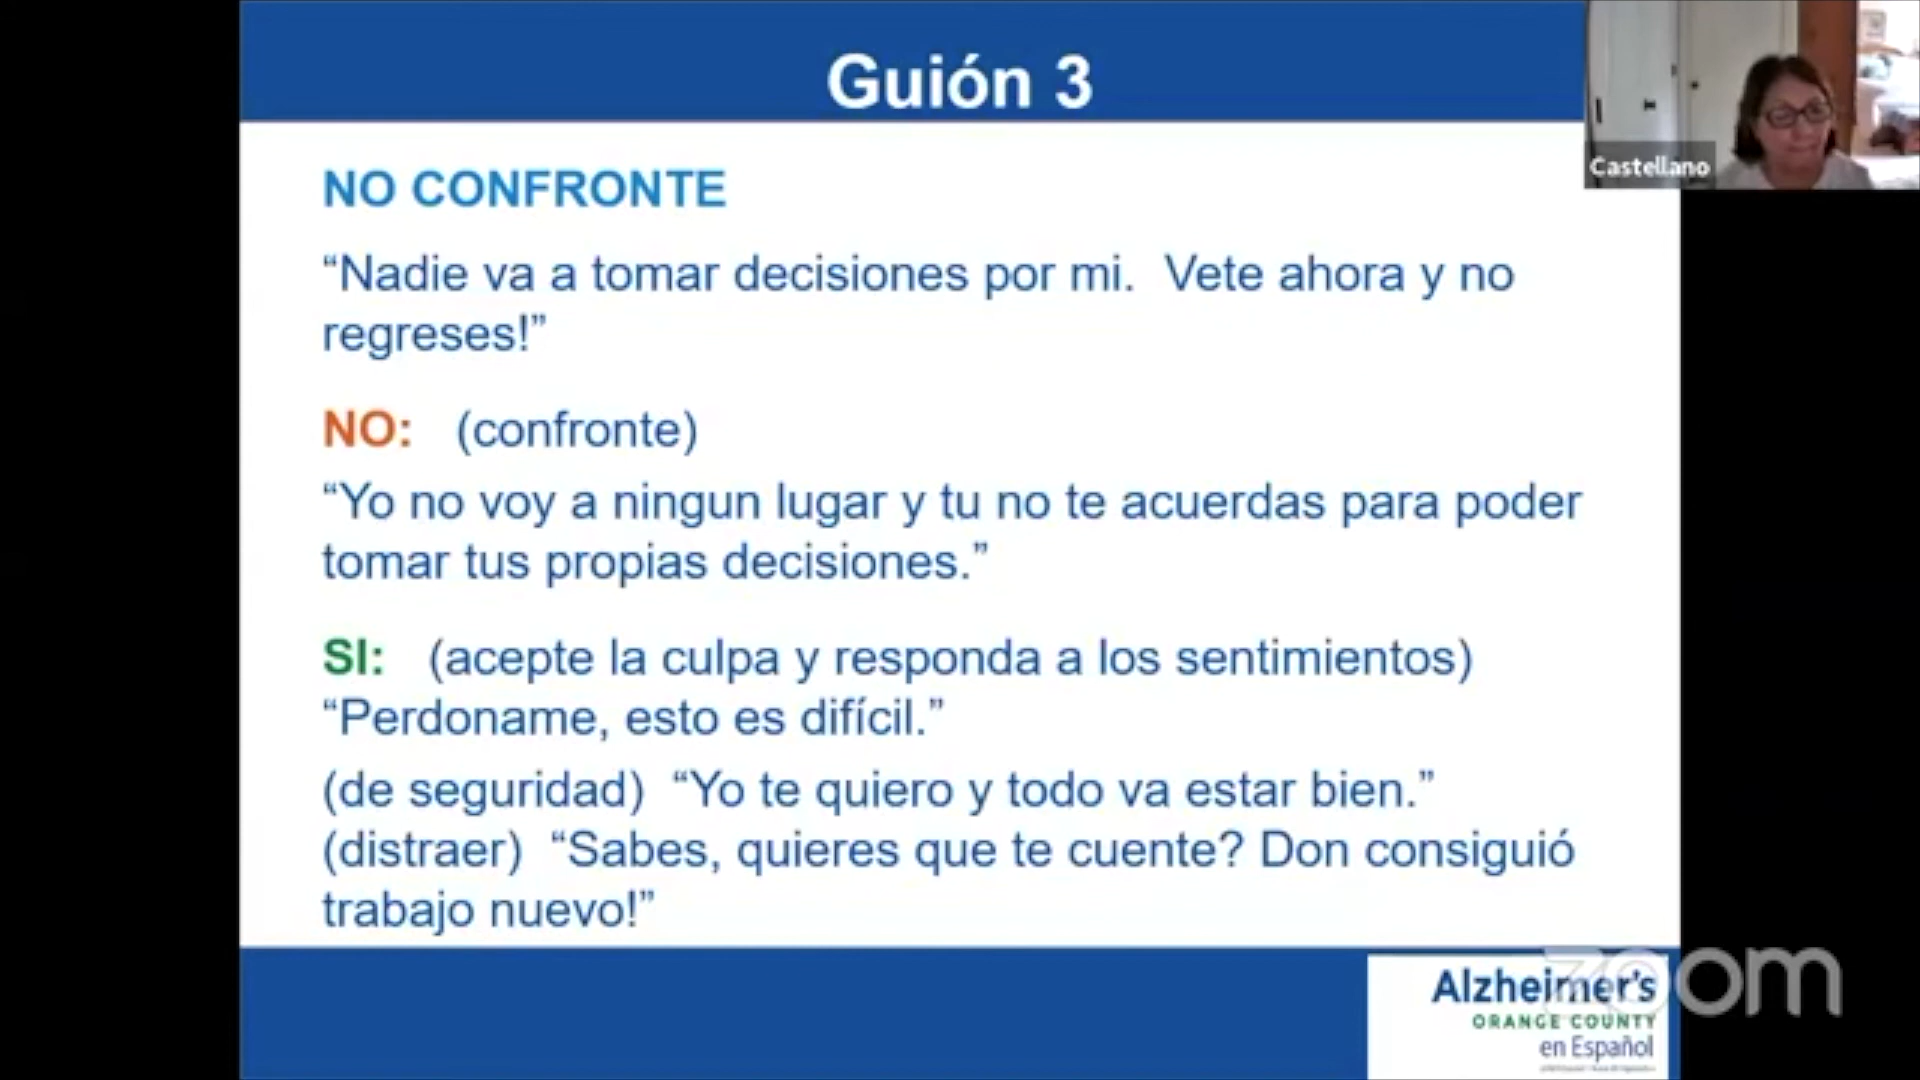 Guión 3
Castellano
NO CONFRONTE
“Nadie va a tomar decisiones por mi.  Vete ahora y no
regreses!”
NO:   (confronte)
“Yo no voy a ningun lugar y tu no te acuerdas para poder
tomar tus propias decisiones.”
SI:   (acepte la culpa y responda a los sentimientos)
“Perdoname, esto es difícil.”
(de seguridad)  “Yo te quiero y todo va estar bien.”
(distraer)  “Sabes, quieres que te cuente? Don consiguió
trabajo nuevo!”
Alzheimer's
ORANGE COUNTY
en Español
zoom